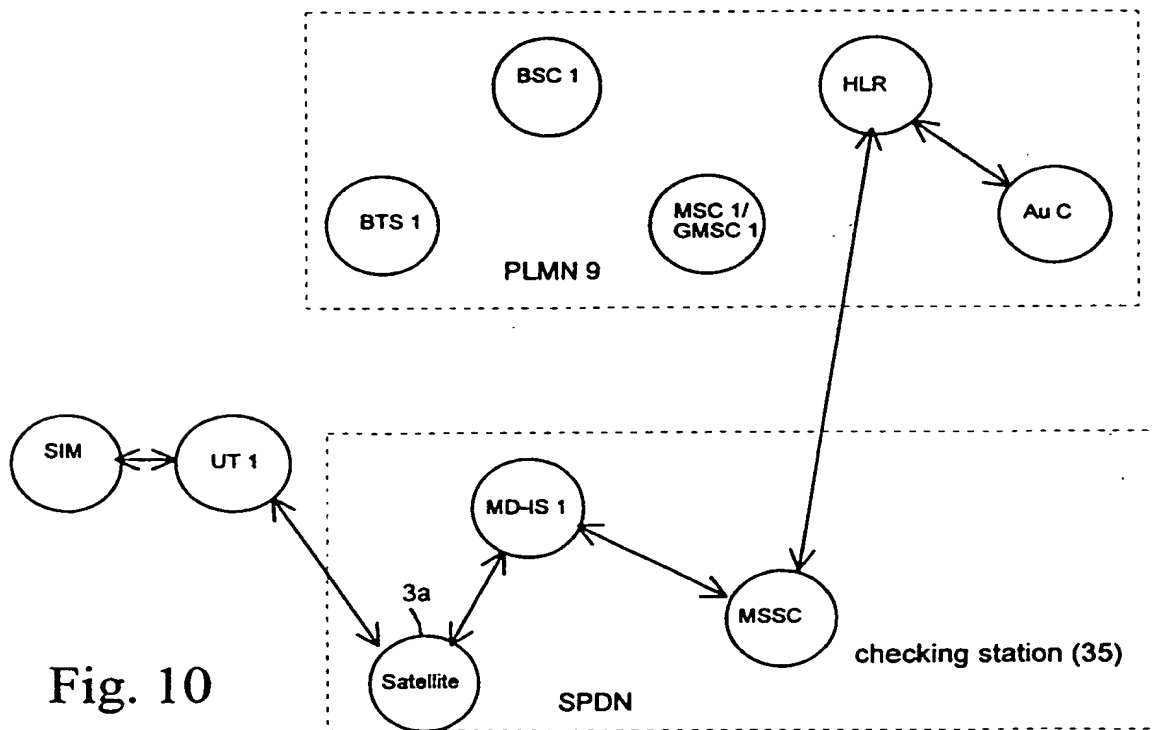 BSC 1
HLR
BTS 1
MSC 1/
GMSC 1
Au C
PLMN 9
SIM
UT 1
MD-IS 1
3a
MSSC
checking station (35)
Satellite
SPDN
Fig. 10